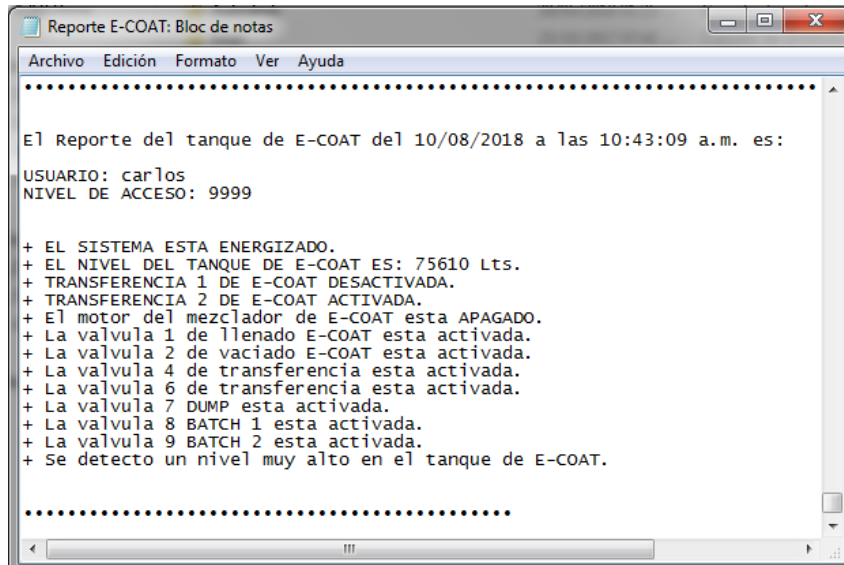 Reporte E-COAT: Bloc de notas
Archivo Edición Formato Ver Ayuda
El Reporte del tanque de E-COAT del 10/08/2018 a las 10:43:09 a.m. es:
USUARIO: carlos
NIVEL DE ACCESO: 9999
+ EL SISTEMA ESTA ENERGIZADO.
+ EL NIVEL DEL TANQUE DE E-COAT ES: 75610 Lts.
+ TRANSFERENCIA 1 DE E-COAT DESACTIVADA.
+ TRANSFERENCIA 2 DE E-COAT ACTIVADA.
+ El motor del mezclador de E-COAT esta APAGADO.
+ La valvula 1 de llenado E-COAT esta activada.
+ La valvula 2 de vaciado E-COAT esta activada.
+ La valvula 4 de transferencia esta activada.
+ La valvula 6 de transferencia esta activada.
+ La valvula 7 DUMP esta activada.
+ La valvula 8 BATCH 1 esta activada.
+ La valvula 9 BATCH 2 esta activada.
+ Se detecto un nivel muy alto en el tanque de E-COAT.